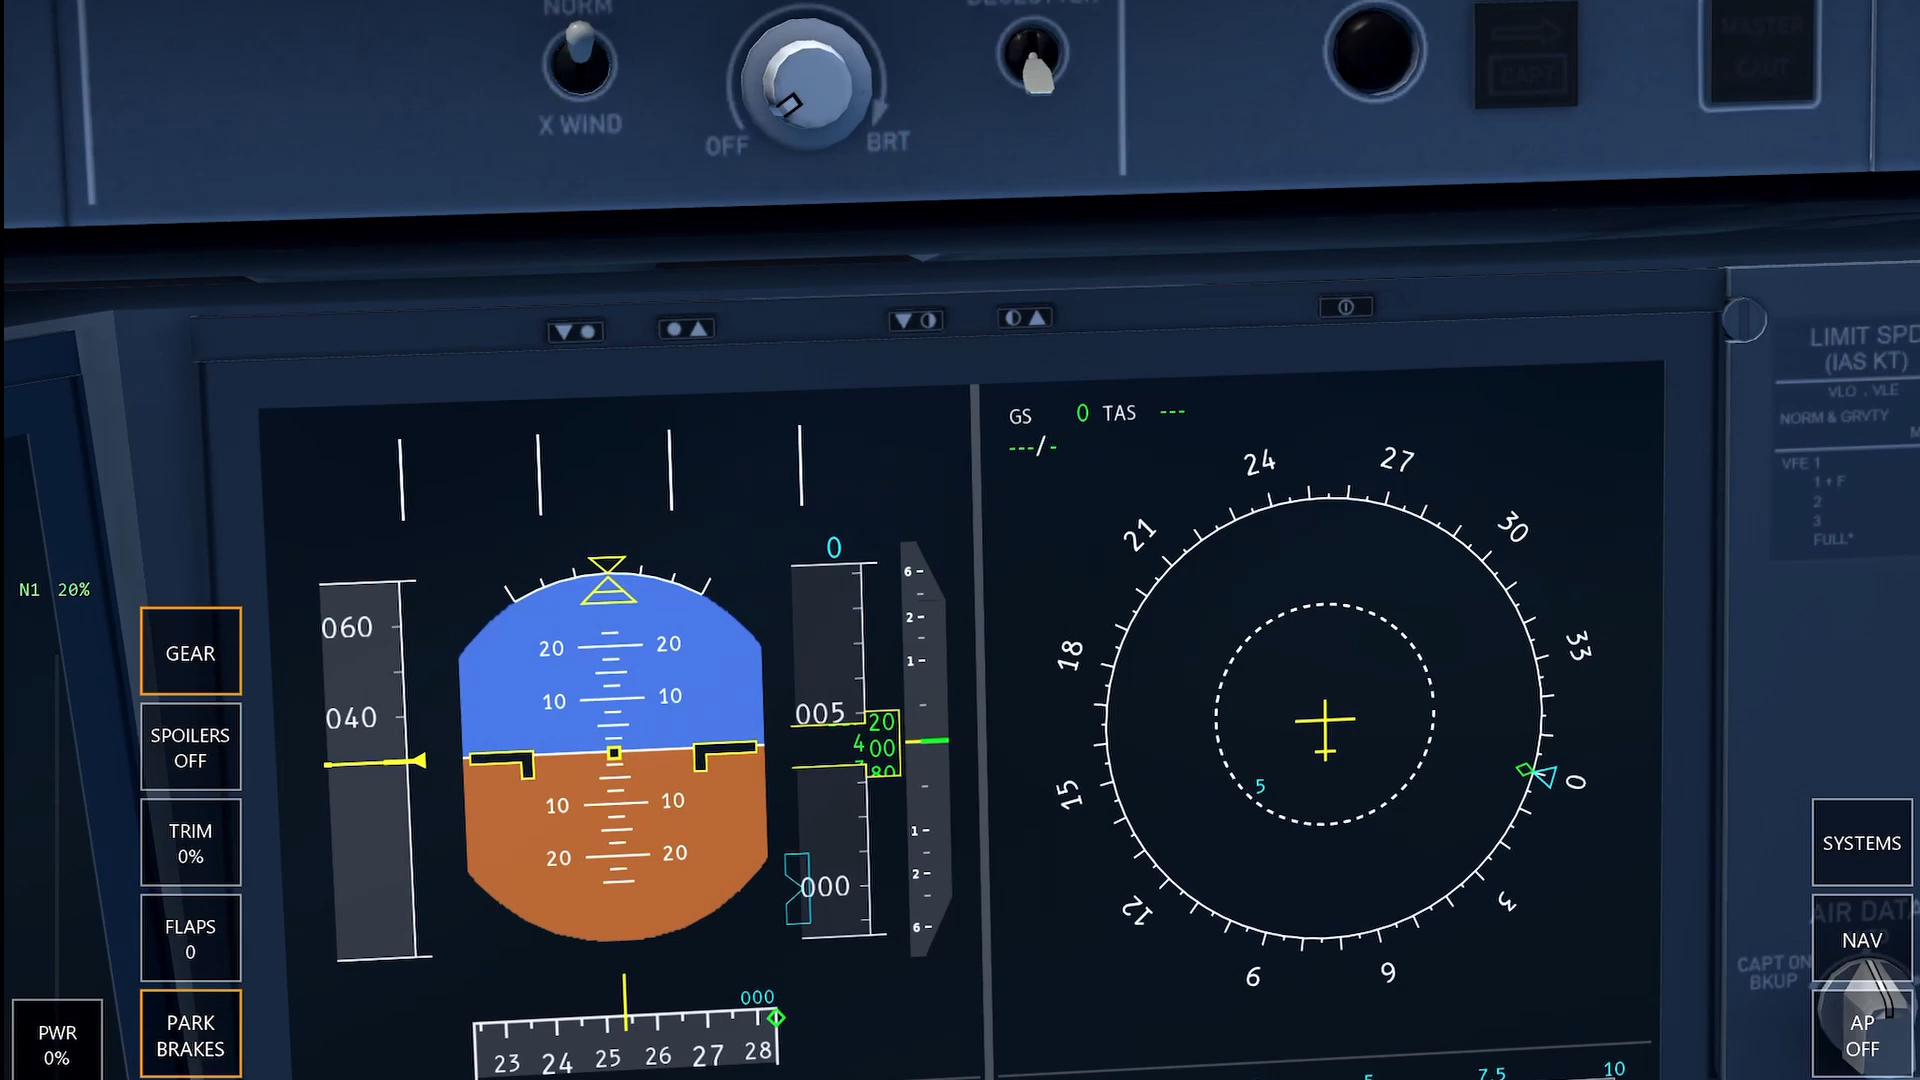 NORM
X WIND
OFF
BRT
CAPT
MASTER
LIMIT SPD
(IAS KT)
VLO , VLE
NORM & GRVTY
VFE 1
1 + F
2
3
FULL*
GS 0 TAS ---
---/-
24
27
21
30
18
33
15
0
12
3
9
6
5
0
6
2
1
1
2
6
060
040
005
20
4 00
80
000
20 20
10 10
10 10
20 20
000
23 24 25 26 27 28
N1 20%
GEAR
SPOILERS
OFF
TRIM
0%
FLAPS
0
PARK
BRAKES
PWR
0%
SYSTEMS
AIR DATA
NAV
CAPT ON
BKUP
AP
OFF
7.5
10